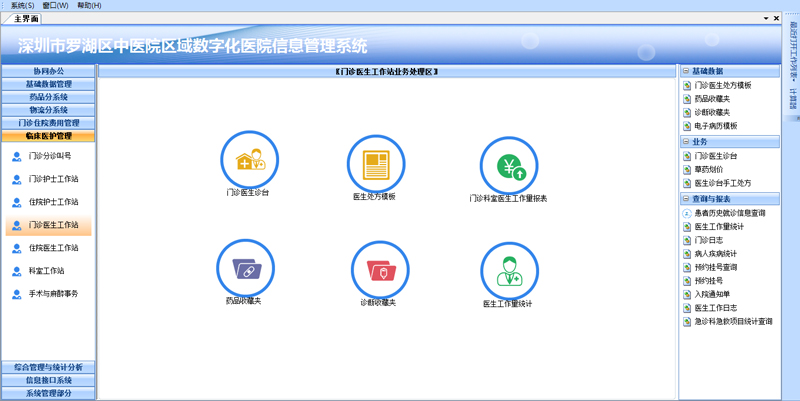 系统(S) 窗口(W) 帮助(H)
主界面
深圳市罗湖区中医院区域数字化医院信息管理系统
协同办公
基础数据管理
药品分系统
物流分系统
门诊住院费用管理
临床医护管理
门诊分诊叫号
门诊护士工作站
住院护士工作站
门诊医生工作站
住院医生工作站
科室工作站
手术与麻醉事务
综合管理与统计分析
信息接口系统
系统管理部分
【门诊医生工作站业务处理区】
门诊医生诊台
医生处方模板
门诊科室医生工作量报表
药品收藏夹
诊断收藏夹
医生工作量统计
基础数据
门诊医生处方模板
药品收藏夹
诊断收藏夹
电子病历模板
业务
门诊医生诊台
草药划价
医生诊台手工处方
查询与报表
患者历史就诊信息查询
医生工作量统计
门诊日志
病人疾病统计
预约挂号查询
预约挂号
入院通知单
医生工作日志
急诊科急救项目统计查询
最近打开工作列表
计算器